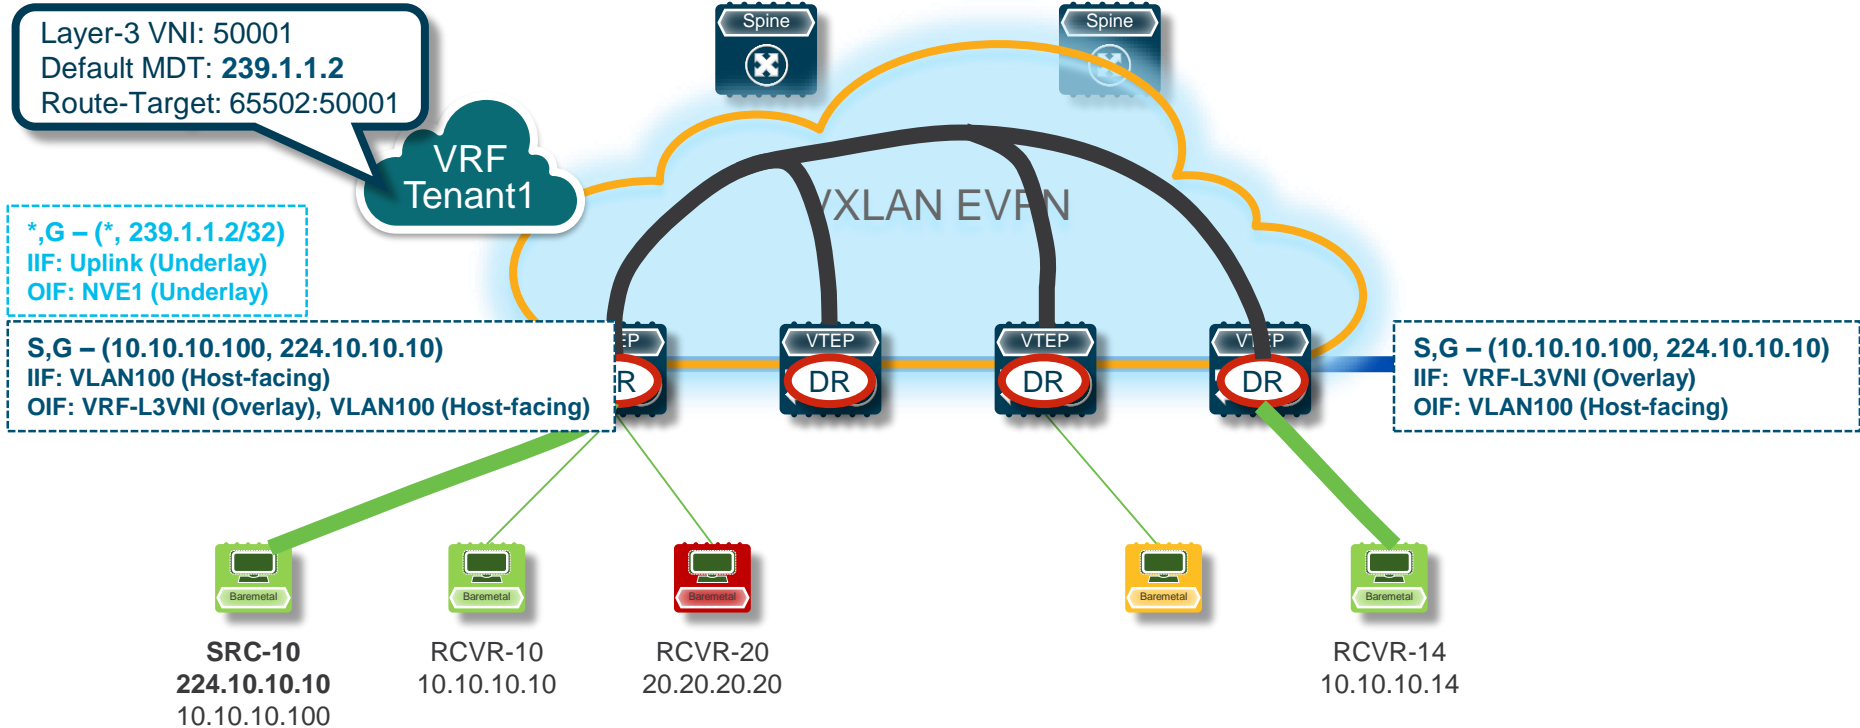 Layer-3 VNI: 50001
Default MDT: 239.1.1.2
Route-Target: 65502:50001
Spine
Spine
VRF
Tenant1
VXLAN EVPN
*,G – (*, 239.1.1.2/32)
IIF: Uplink (Underlay)
OIF: NVE1 (Underlay)
S,G – (10.10.10.100, 224.10.10.10)
IIF: VLAN100 (Host-facing)
OIF: VRF-L3VNI (Overlay), VLAN100 (Host-facing)
EP
R
VTEP
DR
VTEP
DR
VTEP
DR
S,G – (10.10.10.100, 224.10.10.10)
IIF: VRF-L3VNI (Overlay)
OIF: VLAN100 (Host-facing)
Baremetal
Baremetal
Baremetal
Baremetal
Baremetal
SRC-10
224.10.10.10
10.10.10.100
RCVR-10
10.10.10.10
RCVR-20
20.20.20.20
RCVR-14
10.10.10.14